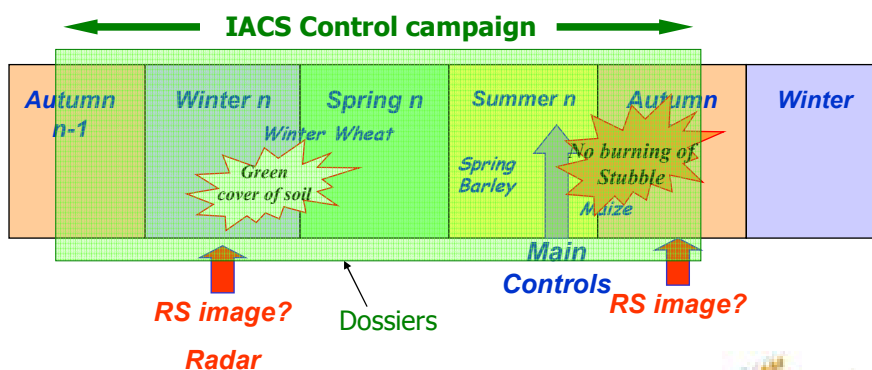 IACS Control campaign
Autumn
n-1
Winter n
Spring n
Summer n
Autumn
Winter
Winter Wheat
Green
cover of soil
Spring
Barley
No burning of
Stubble
Maize
Main
Controls
RS image?
Radar
Dossiers
RS image?